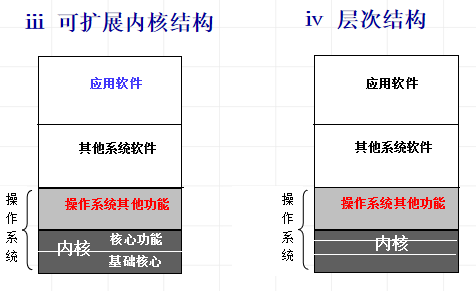 iii 可扩展内核结构
应用软件
其他系统软件
操作系统其他功能
内核
核心功能
基础核心
操作系统
iv 层次结构
应用软件
其他系统软件
操作系统其他功能
内核
操作系统